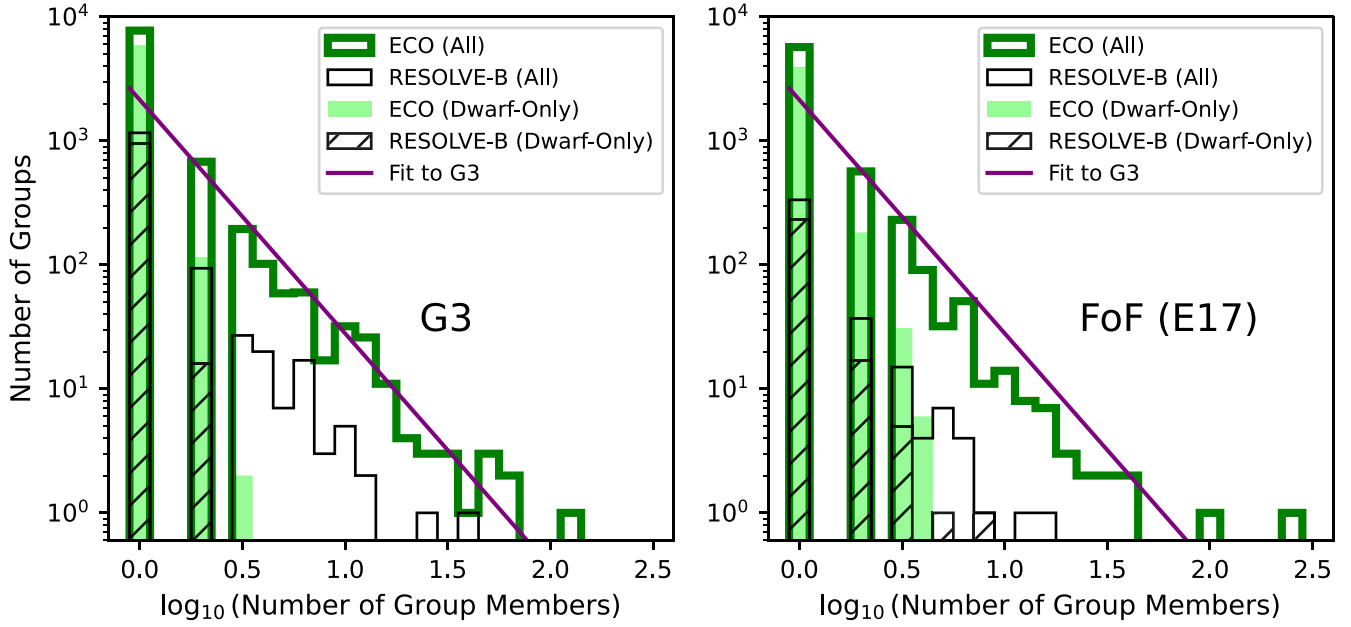 Number of Groups
10⁴
10³
10²
10¹
10⁰
ECO (All)
RESOLVE-B (All)
ECO (Dwarf-Only)
RESOLVE-B (Dwarf-Only)
Fit to G3
G3
0.0 0.5 1.0 1.5 2.0 2.5
log₁₀ (Number of Group Members)
10⁴
10³
10²
10¹
10⁰
ECO (All)
RESOLVE-B (All)
ECO (Dwarf-Only)
RESOLVE-B (Dwarf-Only)
Fit to G3
FoF (E17)
0.0 0.5 1.0 1.5 2.0 2.5
log₁₀ (Number of Group Members)